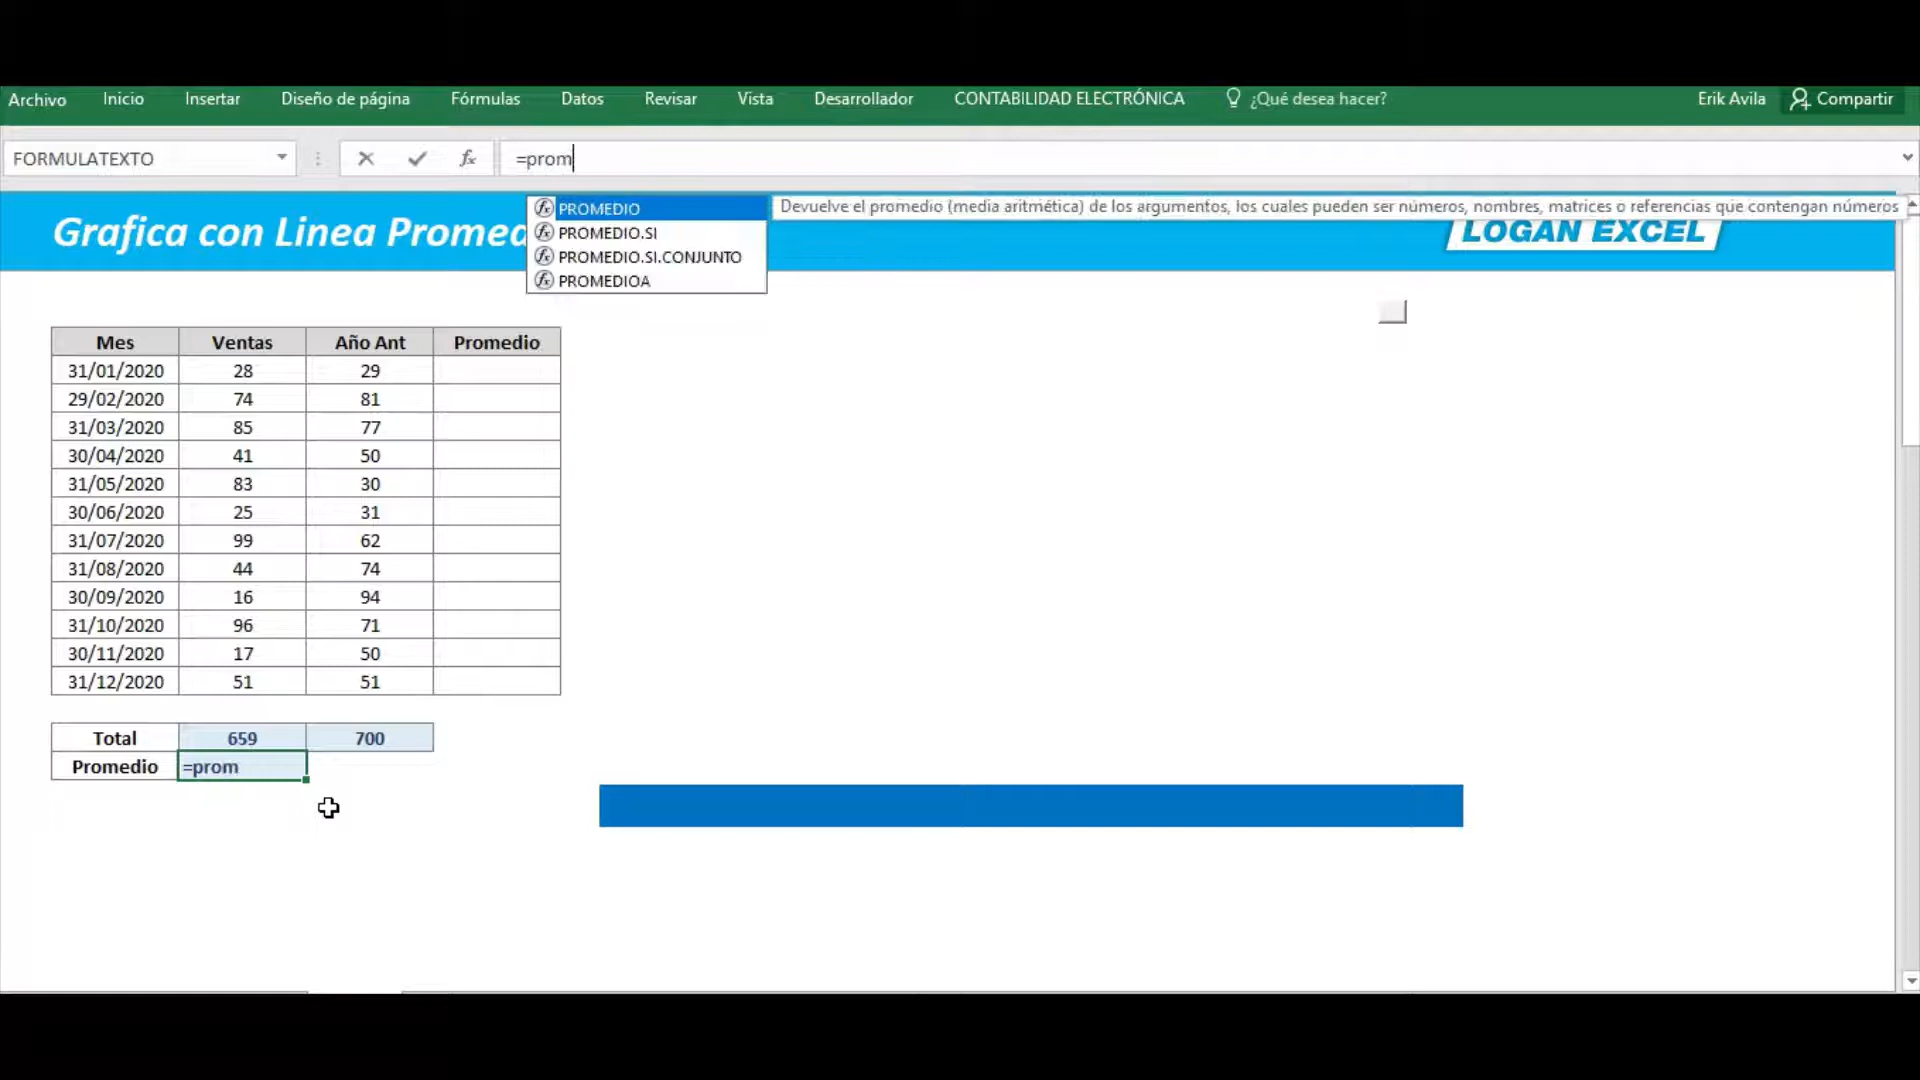 Archivo Inicio Insertar Diseño de página Fórmulas Datos Revisar Vista Desarrollador CONTABILIDAD ELECTRÓNICA ¿Qué desea hacer? Erik Avila Compartir
FORMULATEXTO fx =prom
PROMEDIO Devuelve el promedio (media aritmética) de los argumentos, los cuales pueden ser números, nombres, matrices o referencias que contengan números
PROMEDIO.SI
PROMEDIO.SI.CONJUNTO
PROMEDIOA
Grafica con Linea Promed LOGAN EXCEL
Mes Ventas Año Ant Promedio
31/01/2020 28 29
29/02/2020 74 81
31/03/2020 85 77
30/04/2020 41 50
31/05/2020 83 30
30/06/2020 25 31
31/07/2020 99 62
31/08/2020 44 74
30/09/2020 16 94
31/10/2020 96 71
30/11/2020 17 50
31/12/2020 51 51
Total 659 700
Promedio =prom